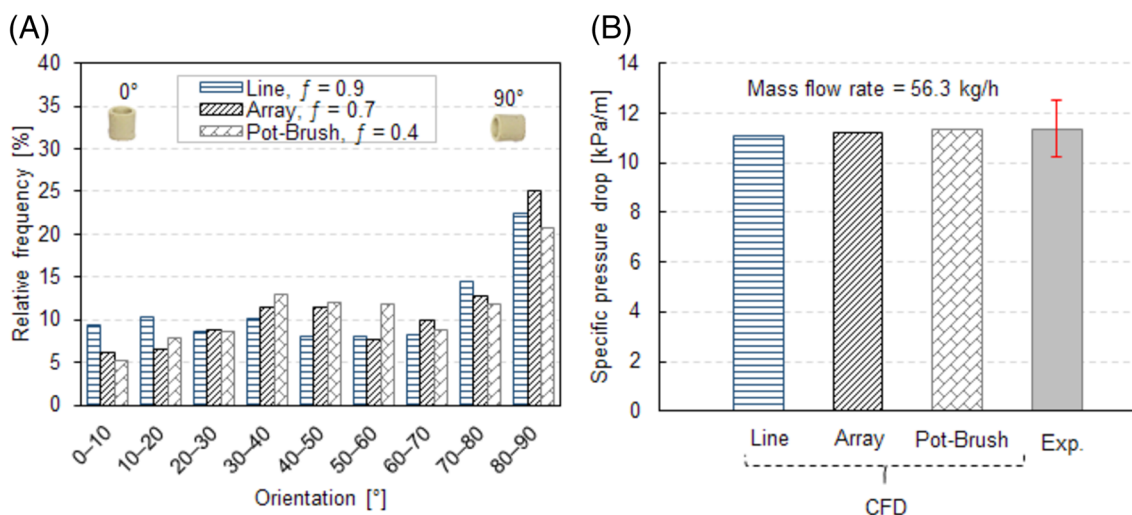 (A)
Relative frequency [%]
40
35
30
25
20
15
10
5
0
0°
Line, ƒ = 0.9
Array, ƒ = 0.7
Pot-Brush, ƒ = 0.4
90°
0–10
10–20
20–30
30–40
40–50
50–60
60–70
70–80
80–90
Orientation [°]
(B)
Specific pressure drop [kPa/m]
14
12
10
8
6
4
2
0
Mass flow rate = 56.3 kg/h
Line Array Pot-Brush Exp.
CFD